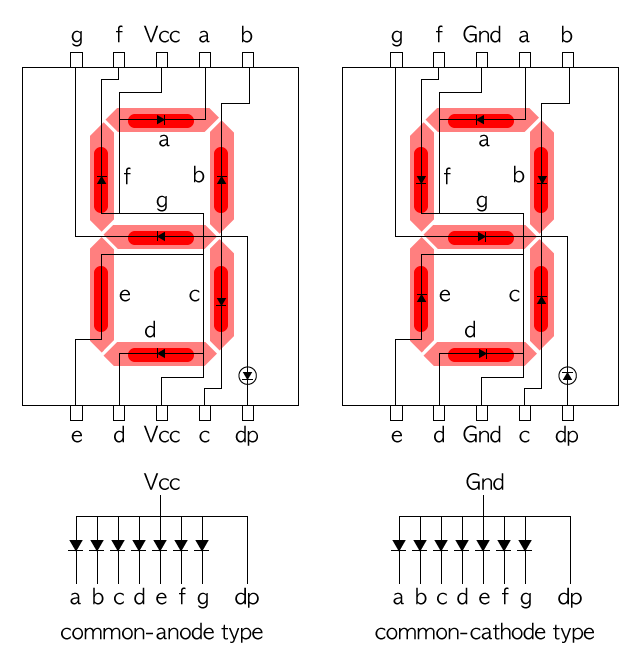 g f Vcc a b
g f Gnd a b
a
f b
g
e c
d
a
f b
g
e c
d
e d Vcc c dp
e d Gnd c dp
Vcc
a b c d e f g dp
common-anode type
Gnd
a b c d e f g dp
common-cathode type